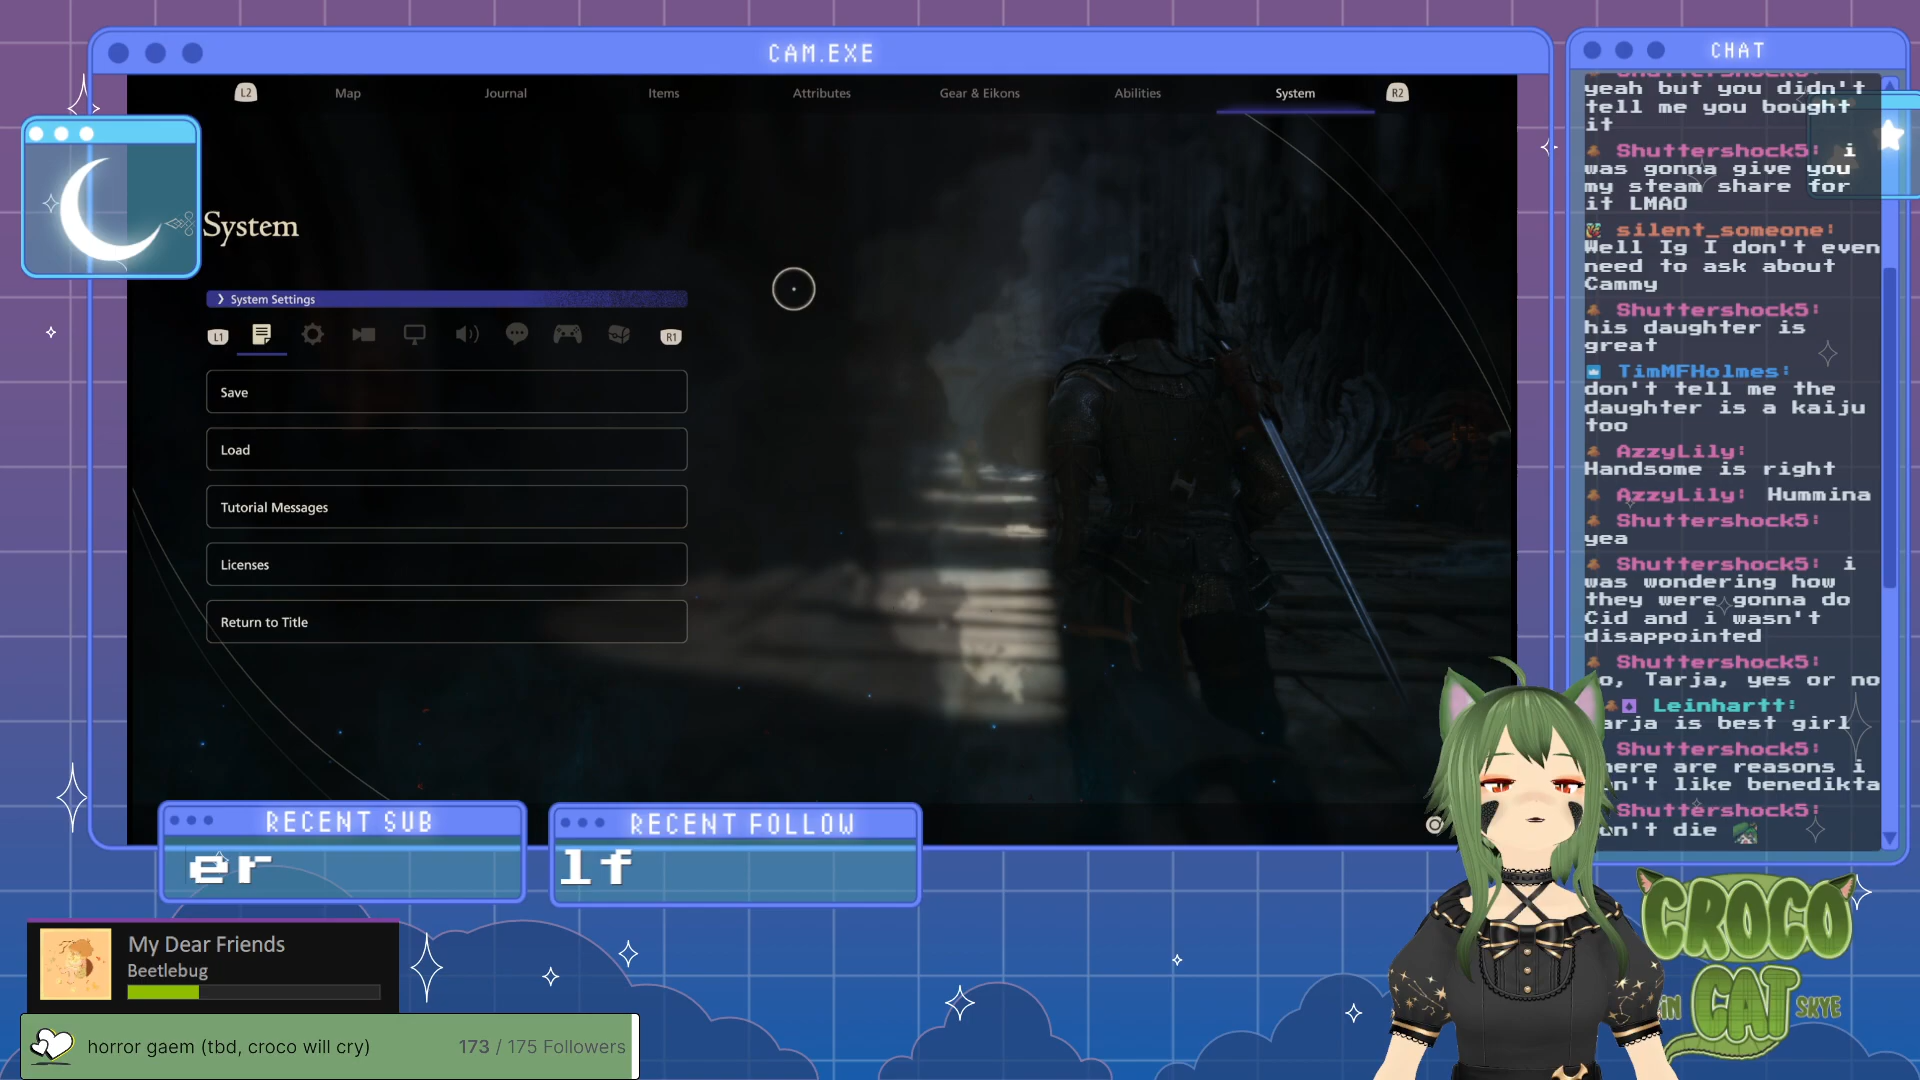 CAM.EXE
L2
Map
Journal
Items
Attributes
Gear & Eikons
Abilities
System
R2
System
System Settings
L1
R1
Save
Load
Tutorial Messages
Licenses
Return to Title
CHAT
Shuttershock5:
yeah but you didn't
tell me you bought
it
Shuttershock5: i
was gonna give you
my steam share for
it LMAO
silent_someone:
Well Ig I don't even
need to ask about
Cammy
Shuttershock5:
his daughter is
great
TimMFHolmes:
don't tell me the
daughter is a kaiju
too
AzzyLily:
Handsome is right
AzzyLily: Hummina
Shuttershock5:
yea
Shuttershock5: i
was wondering how
they were gonna do
Cid and i wasn't
disappointed
Shuttershock5:
o, Tarja, yes or no
Leinhartt:
arja is best girl
Shuttershock5:
here are reasons i
n't like benedikta
Shuttershock5:
n't die
RECENT SUB
er
RECENT FOLLOW
lf
My Dear Friends
Beetlebug
horror gaem (tbd, croco will cry)
173 / 175 Followers
CROCO
CAT
in
SKYE